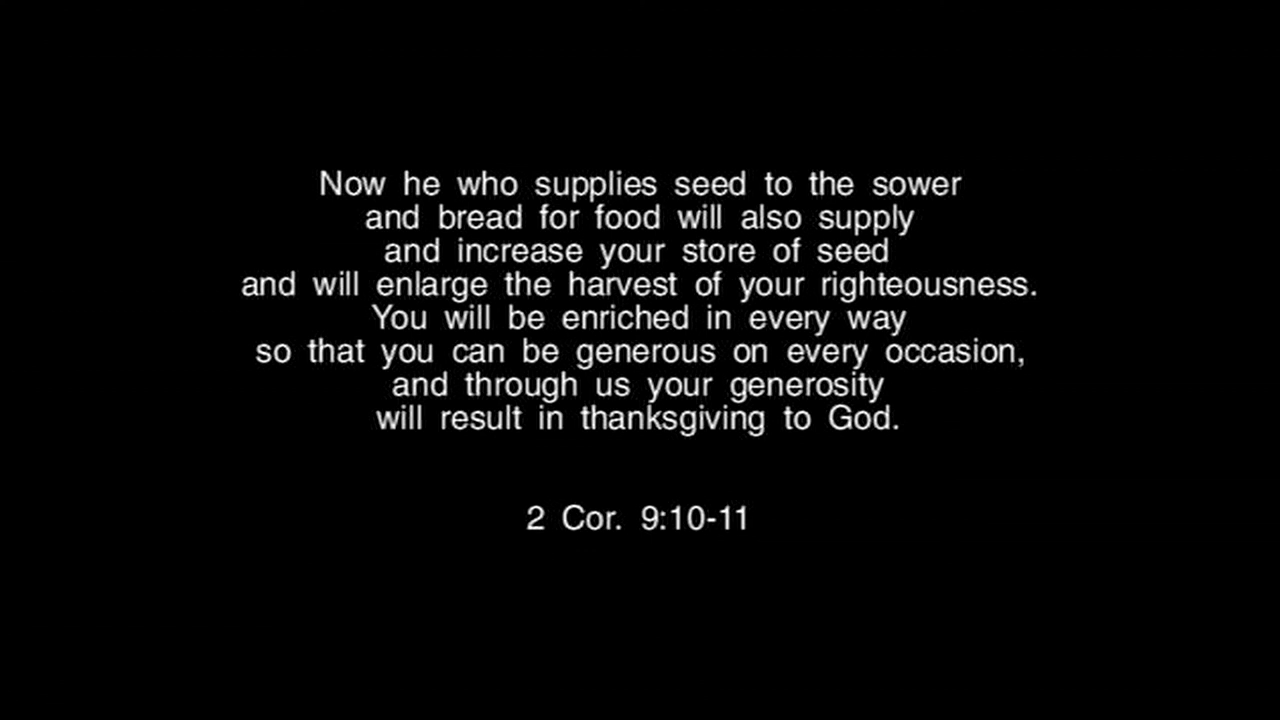 Now he who supplies seed to the sower
and bread for food will also supply
and increase your store of seed
and will enlarge the harvest of your righteousness.
You will be enriched in every way
so that you can be generous on every occasion,
and through us your generosity
will result in thanksgiving to God.
2 Cor. 9:10-11